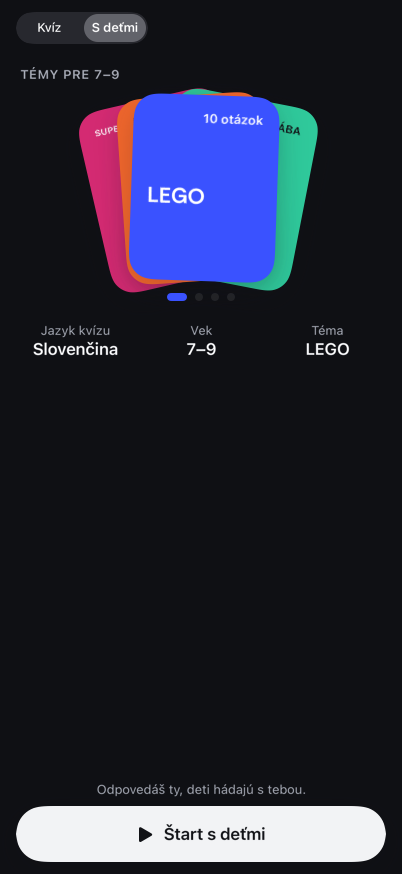 Kvíz
S deťmi
TÉMY PRE 7–9
10 otázok
LEGO
Jazyk kvízu
Slovenčina
Vek
7–9
Téma
LEGO
Odpovedáš ty, deti hádajú s tebou.
Štart s deťmi